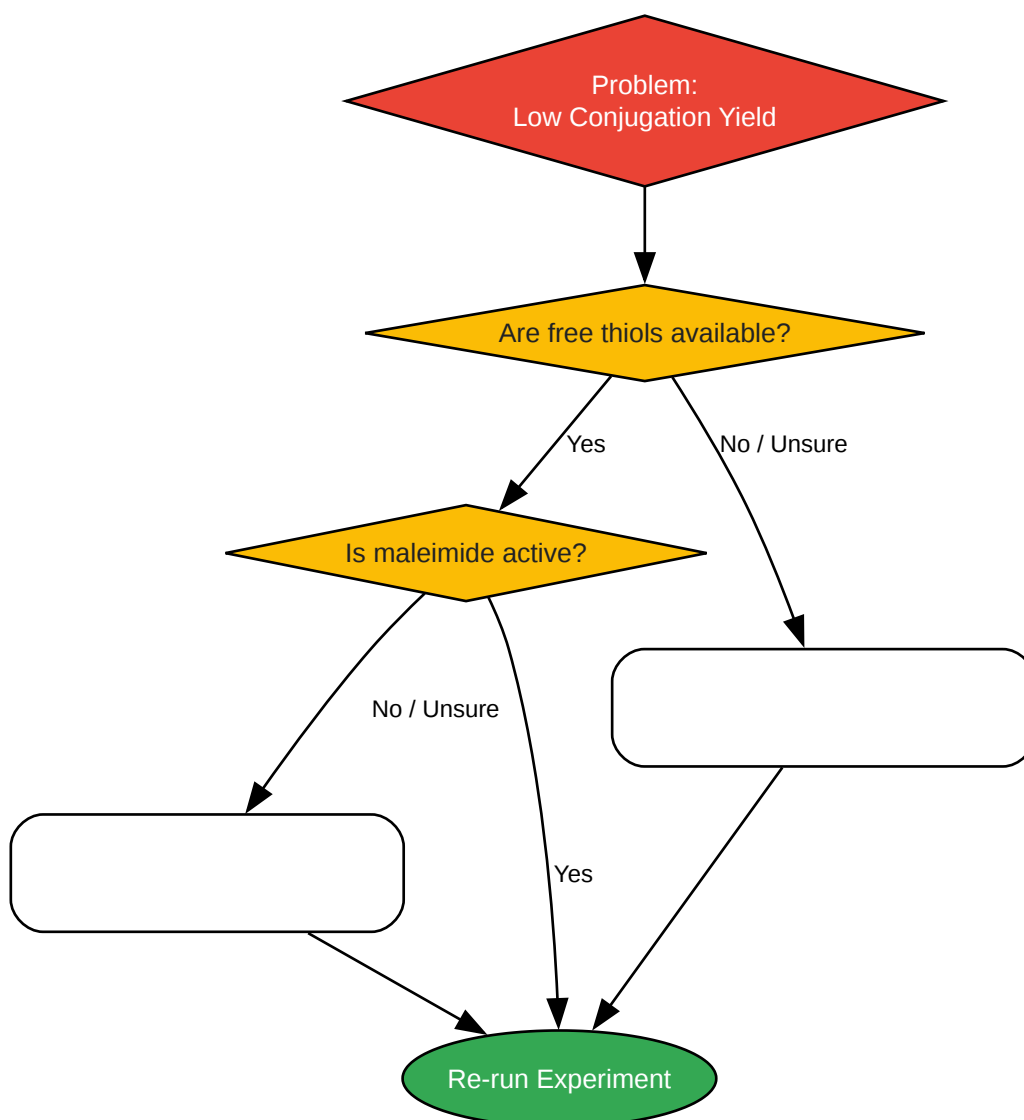 Problem:
Low Conjugation Yield
Are free thiols available?
Yes
No / Unsure
Is maleimide active?
No / Unsure
Yes
Re-run Experiment